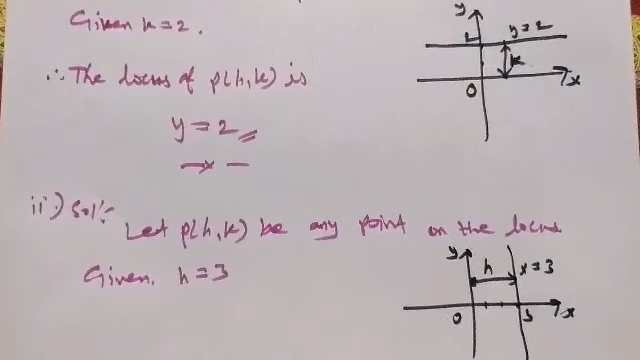 Given k=2.
∴ The locus of P(h,k) is
y=2
y
2
y=2
k
0
x
ii) Sol:-
Let P(h,k) be any point on the locus
Given. h=3
y
h
x=3
0
3
x